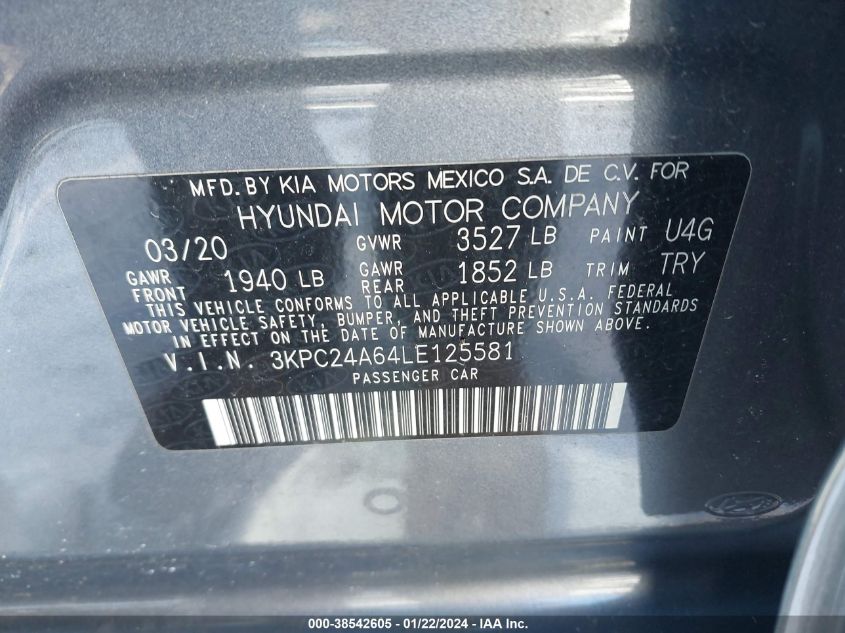 MFD. BY KIA MOTORS MEXICO S.A. DE C.V. FOR
HYUNDAI MOTOR COMPANY
03/20 GVWR 3527 LB PAINT U4G
GAWR FRONT 1940 LB GAWR REAR 1852 LB TRIM TRY
THIS VEHICLE CONFORMS TO ALL APPLICABLE U.S.A. FEDERAL
MOTOR VEHICLE SAFETY, BUMPER, AND THEFT PREVENTION STANDARDS
IN EFFECT ON THE DATE OF MANUFACTURE SHOWN ABOVE.
V.I.N. 3KPC24A64LE125581
PASSENGER CAR
000-38542605 - 01/22/2024 - IAA Inc.